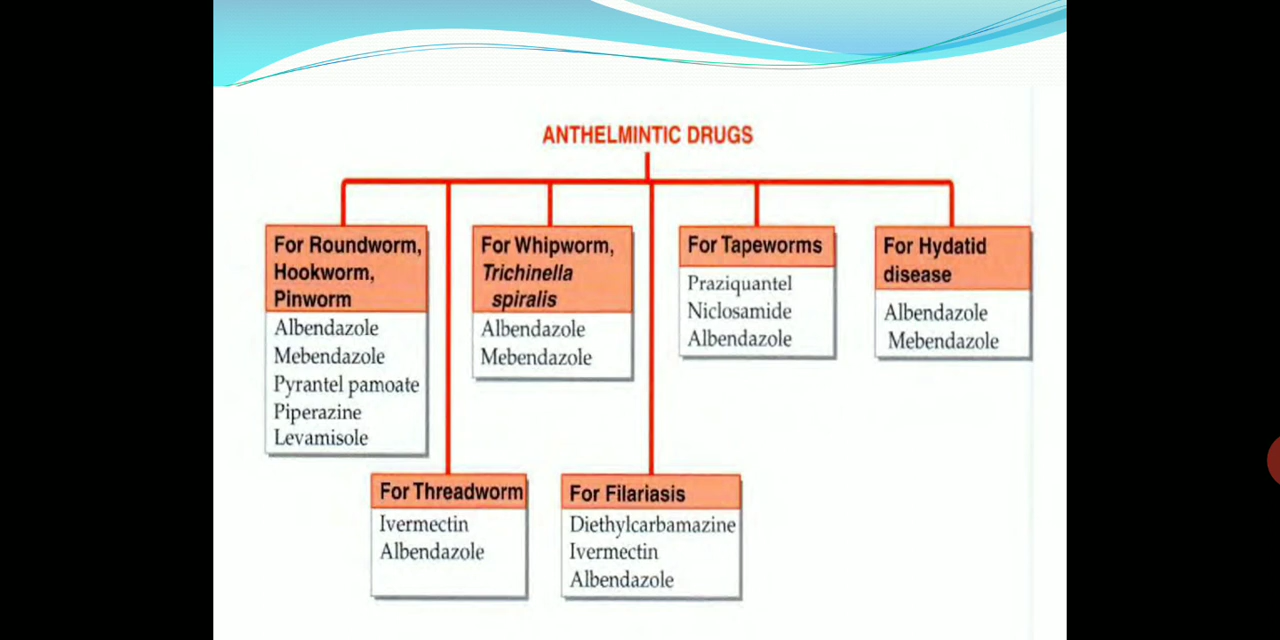 ANTHELMINTIC DRUGS
For Roundworm,
Hookworm,
Pinworm
Albendazole
Mebendazole
Pyrantel pamoate
Piperazine
Levamisole
For Whipworm,
Trichinella
spiralis
Albendazole
Mebendazole
For Tapeworms
Praziquantel
Niclosamide
Albendazole
For Hydatid
disease
Albendazole
Mebendazole
For Threadworm
Ivermectin
Albendazole
For Filariasis
Diethylcarbamazine
Ivermectin
Albendazole